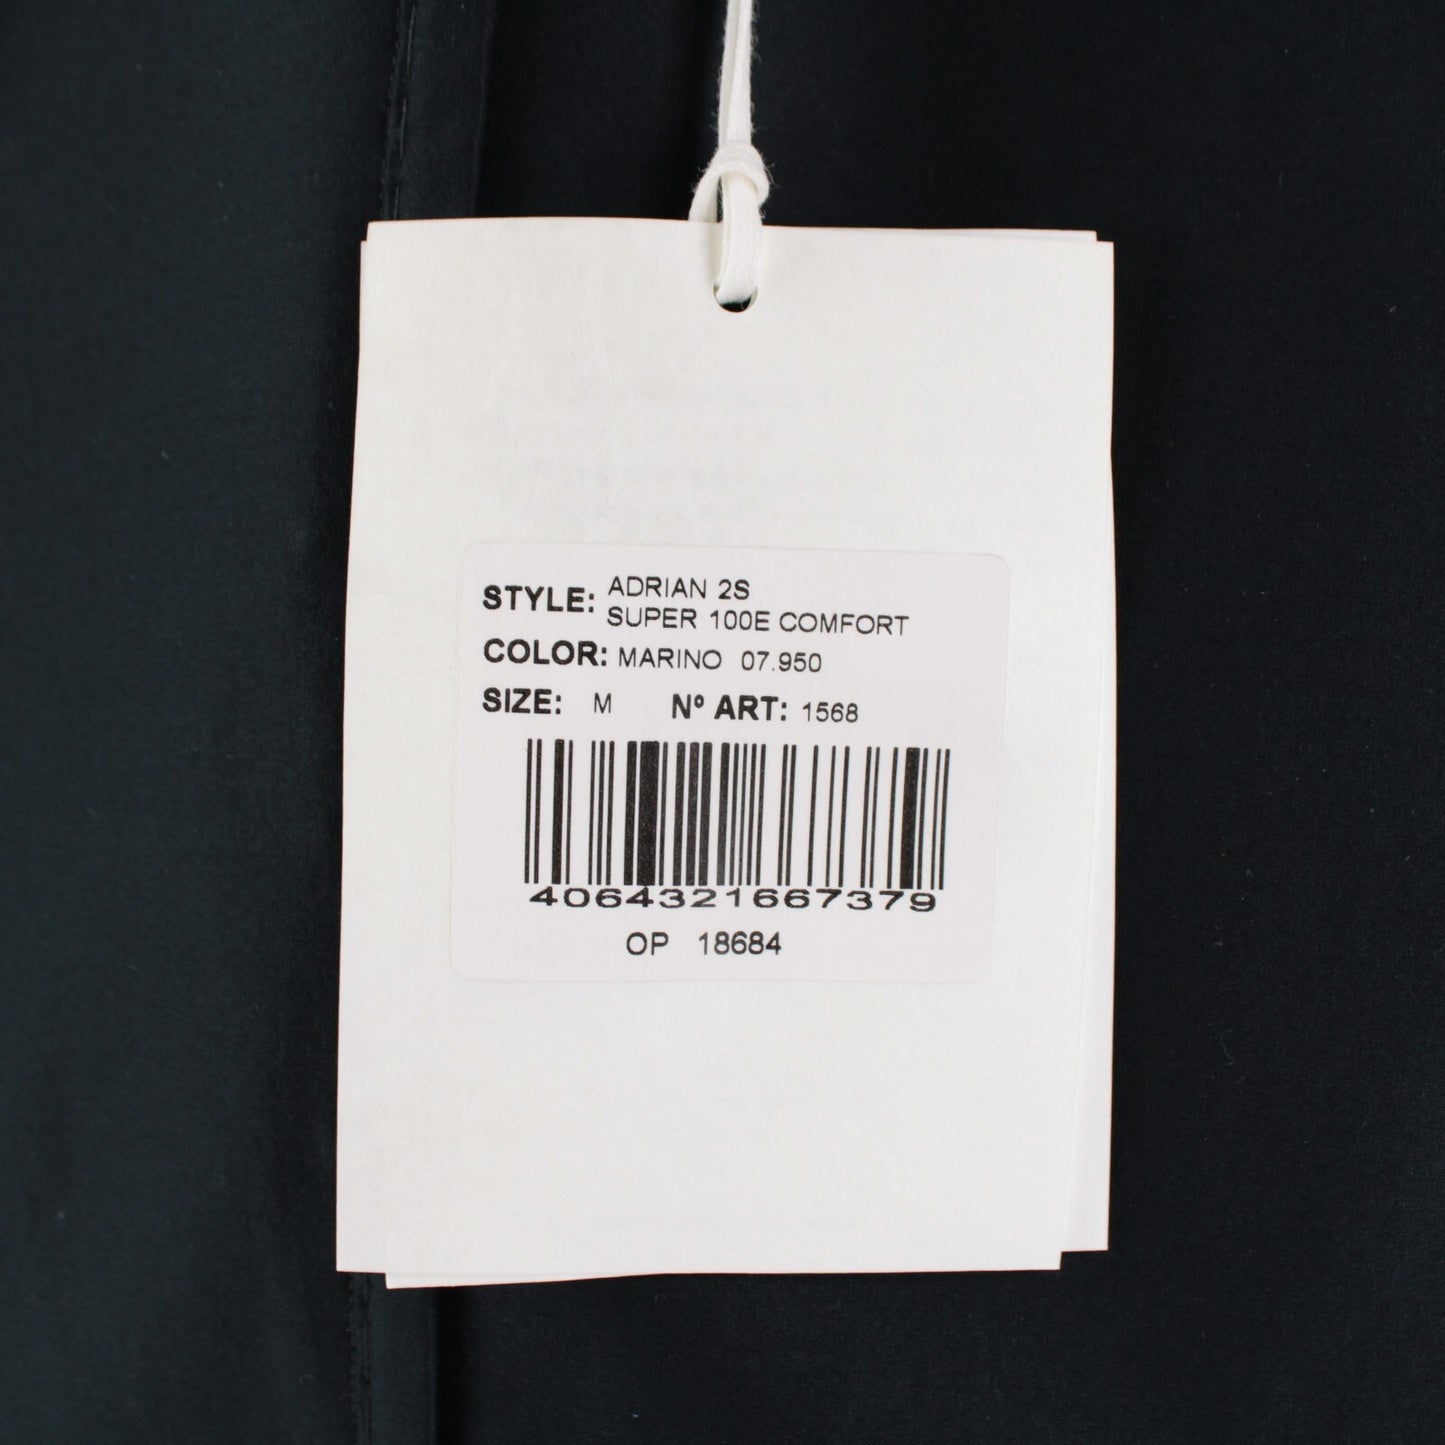 STYLE: ADRIAN 2S
SUPER 100E COMFORT
COLOR: MARINO 07.950
SIZE: M Nº ART: 1568
4064321667379
OP 18684